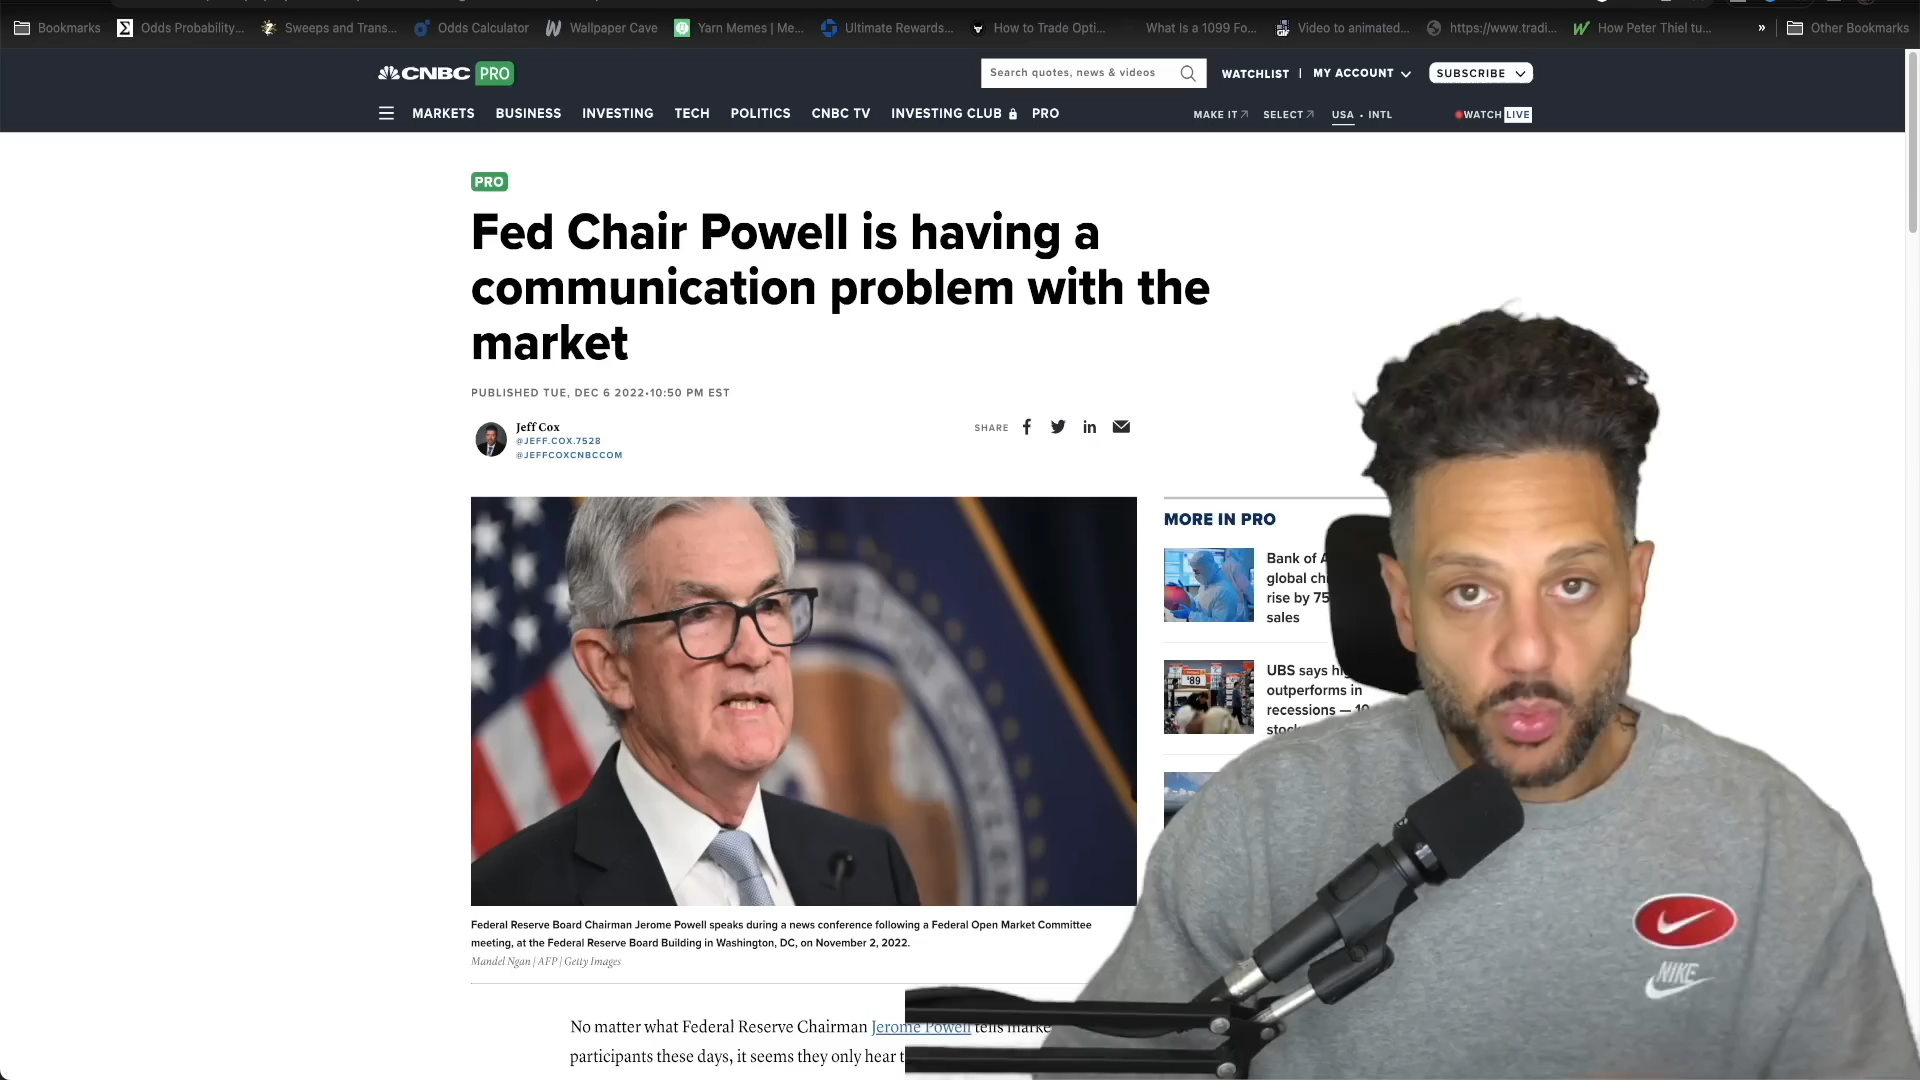 Bookmarks
Odds Probability...
Sweeps and Trans...
Odds Calculator
Wallpaper Cave
Yarn Memes | Me...
Ultimate Rewards...
How to Trade Opti...
What Is a 1099 Fo...
Video to animated...
https://www.tradi...
How Peter Thiel tu...
»
Other Bookmarks
CNBC PRO
Search quotes, news & videos
WATCHLIST | MY ACCOUNT
SUBSCRIBE
MARKETS BUSINESS INVESTING TECH POLITICS CNBC TV INVESTING CLUB PRO
MAKE IT SELECT USA • INTL
WATCH LIVE
PRO
Fed Chair Powell is having a
communication problem with the
market
PUBLISHED TUE, DEC 6 2022•10:50 PM EST
Jeff Cox
@JEFF.COX.7528
@JEFFCOXCNBCCOM
SHARE
MORE IN PRO
Bank of
global
rise by 75
sales
$89
UBS says
outperforms in
recessions —
Federal Reserve Board Chairman Jerome Powell speaks during a news conference following a Federal Open Market Committee
meeting, at the Federal Reserve Board Building in Washington, DC, on November 2, 2022.
Mandel Ngan | AFP | Getty Images
No matter what Federal Reserve Chairman Jerome Powell tells
participants these days, it seems they only hear
NIKE